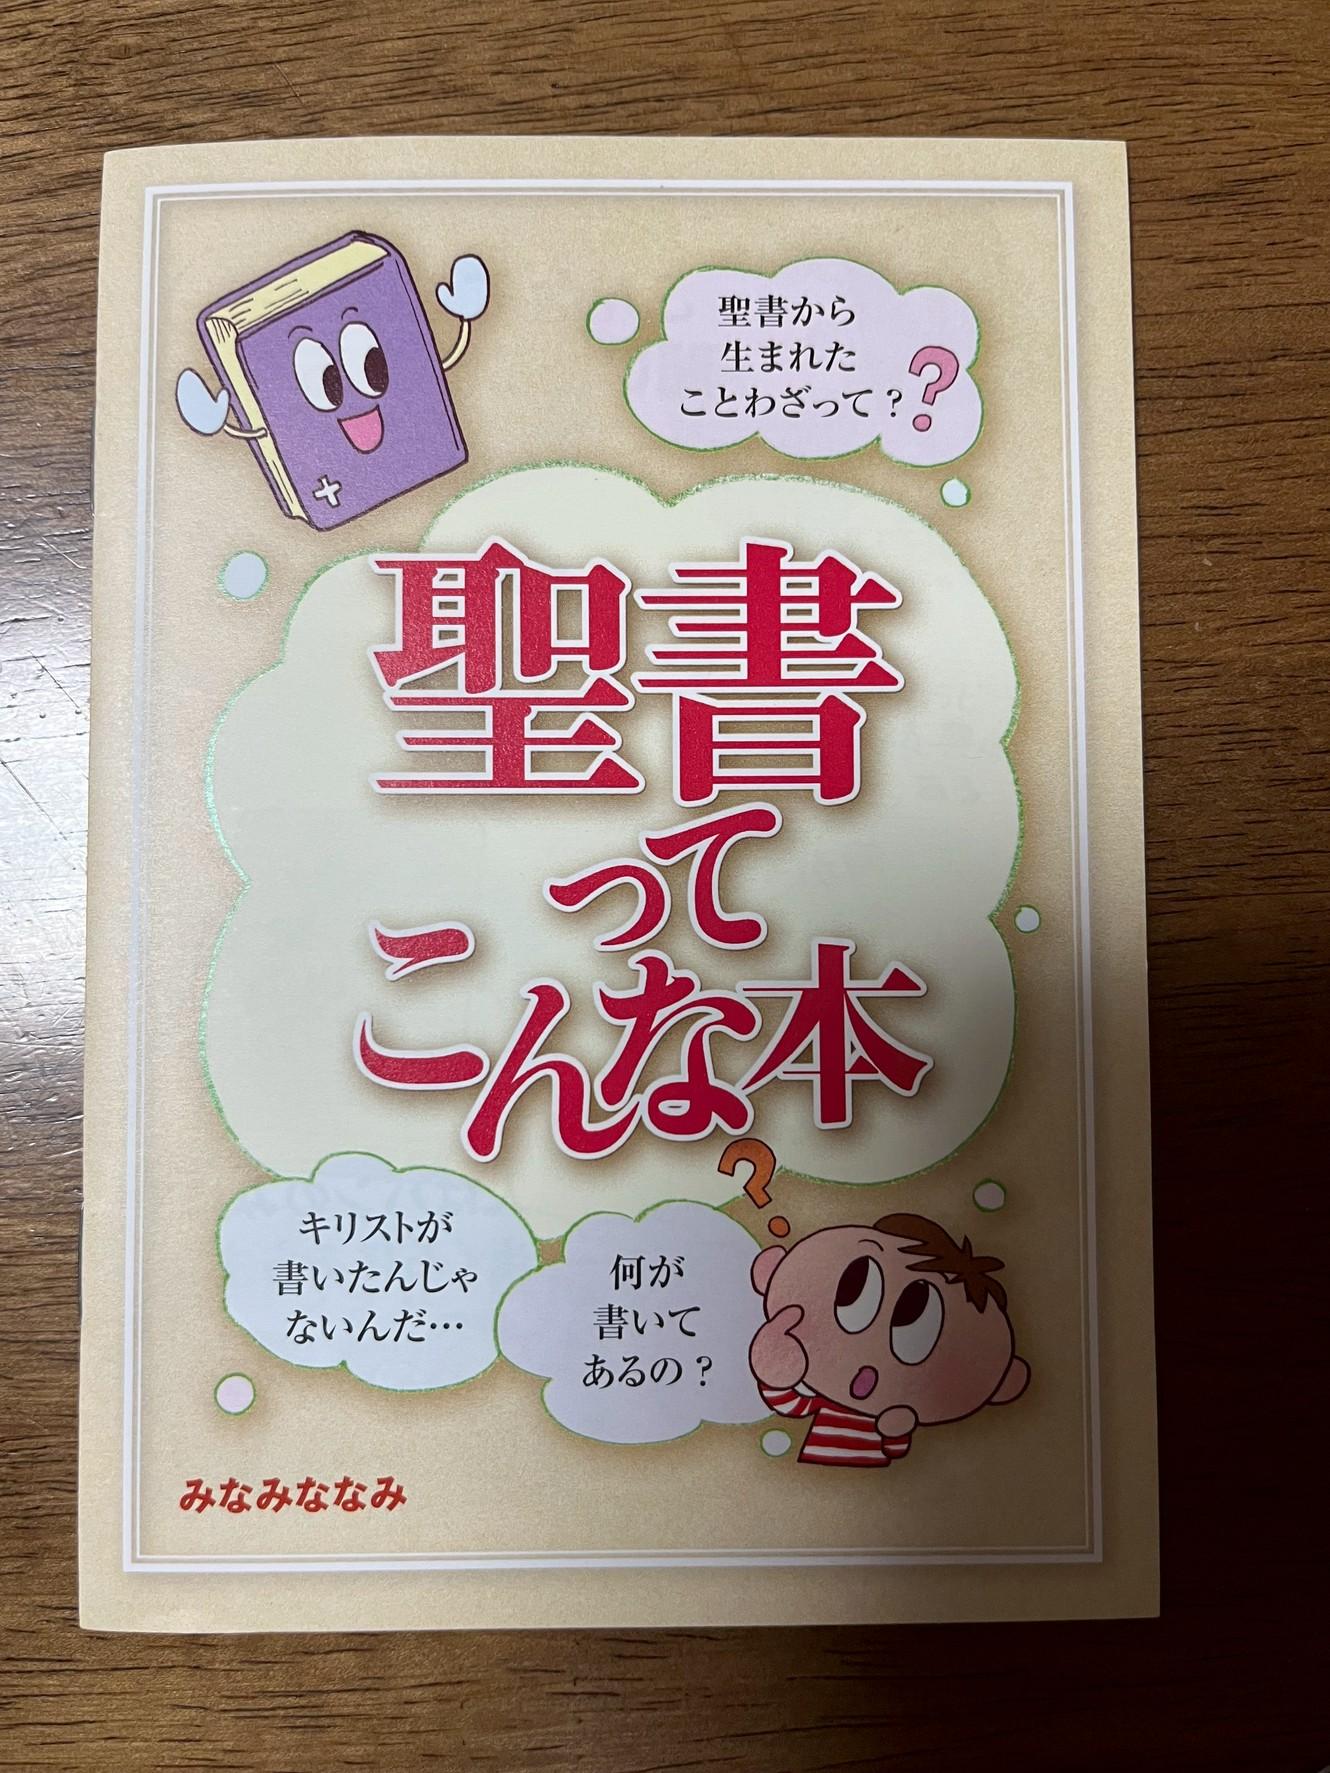 聖書から
生まれた
ことわざって?
?
聖書
って
こんな本
キリストが
書いたんじゃ
ないんだ…
?
何が
書いて
あるの?
みなみななみ